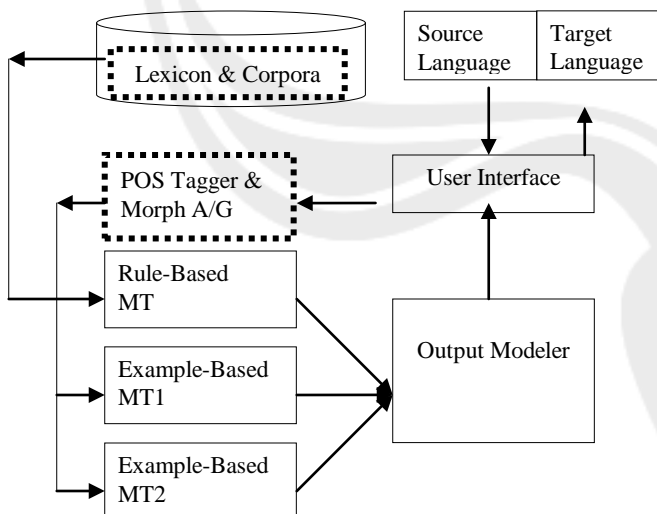 Lexicon & Corpora
Source
Language
Target
Language
POS Tagger &
Morph A/G
User Interface
Rule-Based
MT
Output Modeler
Example-Based
MT1
Example-Based
MT2